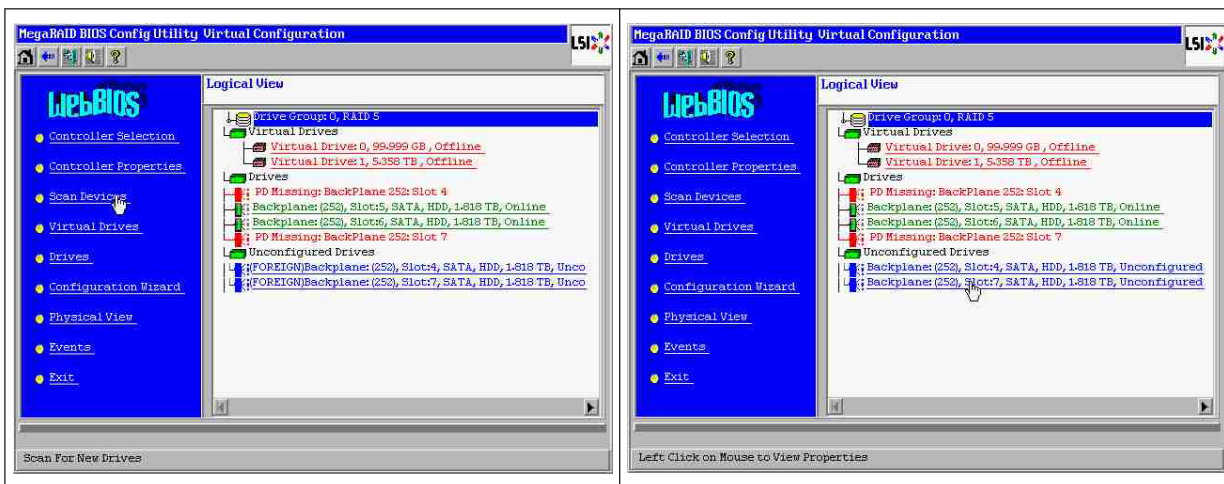 MegaRAID BIOS Config Utility Virtual Configuration
LSI
WebBIOS
Controller Selection
Controller Properties
Scan Devices
Virtual Drives
Drives
Configuration Wizard
Physical View
Events
Exit
Logical View
Drive Group: 0, RAID 5
Virtual Drives
Virtual Drive: 0, 99.999 GB , Offline
Virtual Drive: 1, 5.358 TB , Offline
Drives
PD Missing: BackPlane 252: Slot 4
Backplane: (252), Slot:5, SATA, HDD, 1.818 TB, Online
Backplane: (252), Slot:6, SATA, HDD, 1.818 TB, Online
PD Missing: BackPlane 252: Slot 7
Unconfigured Drives
(FOREIGN)Backplane: (252), Slot:4, SATA, HDD, 1.818 TB, Unco
(FOREIGN)Backplane: (252), Slot:7, SATA, HDD, 1.818 TB, Unco
Scan For New Drives
MegaRAID BIOS Config Utility Virtual Configuration
LSI
WebBIOS
Controller Selection
Controller Properties
Scan Devices
Virtual Drives
Drives
Configuration Wizard
Physical View
Events
Exit
Logical View
Drive Group: 0, RAID 5
Virtual Drives
Virtual Drive: 0, 99.999 GB , Offline
Virtual Drive: 1, 5.358 TB , Offline
Drives
PD Missing: BackPlane 252: Slot 4
Backplane: (252), Slot:5, SATA, HDD, 1.818 TB, Online
Backplane: (252), Slot:6, SATA, HDD, 1.818 TB, Online
PD Missing: BackPlane 252: Slot 7
Unconfigured Drives
Backplane: (252), Slot:4, SATA, HDD, 1.818 TB, Unconfigured
Backplane: (252), Slot:7, SATA, HDD, 1.818 TB, Unconfigured
Left Click on Mouse to View Properties